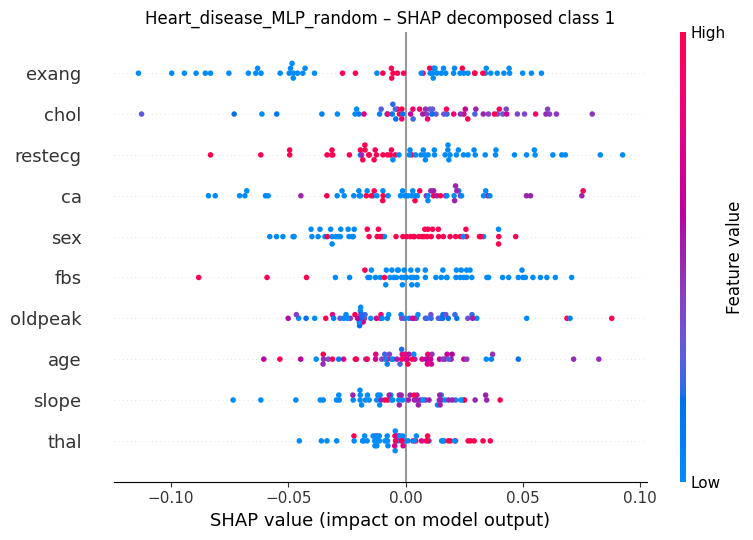 Heart_disease_MLP_random – SHAP decomposed class 1
High
exang
chol
restecg
ca
sex
fbs
oldpeak
age
slope
thal
Feature value
Low
−0.10 −0.05 0.00 0.05 0.10
SHAP value (impact on model output)